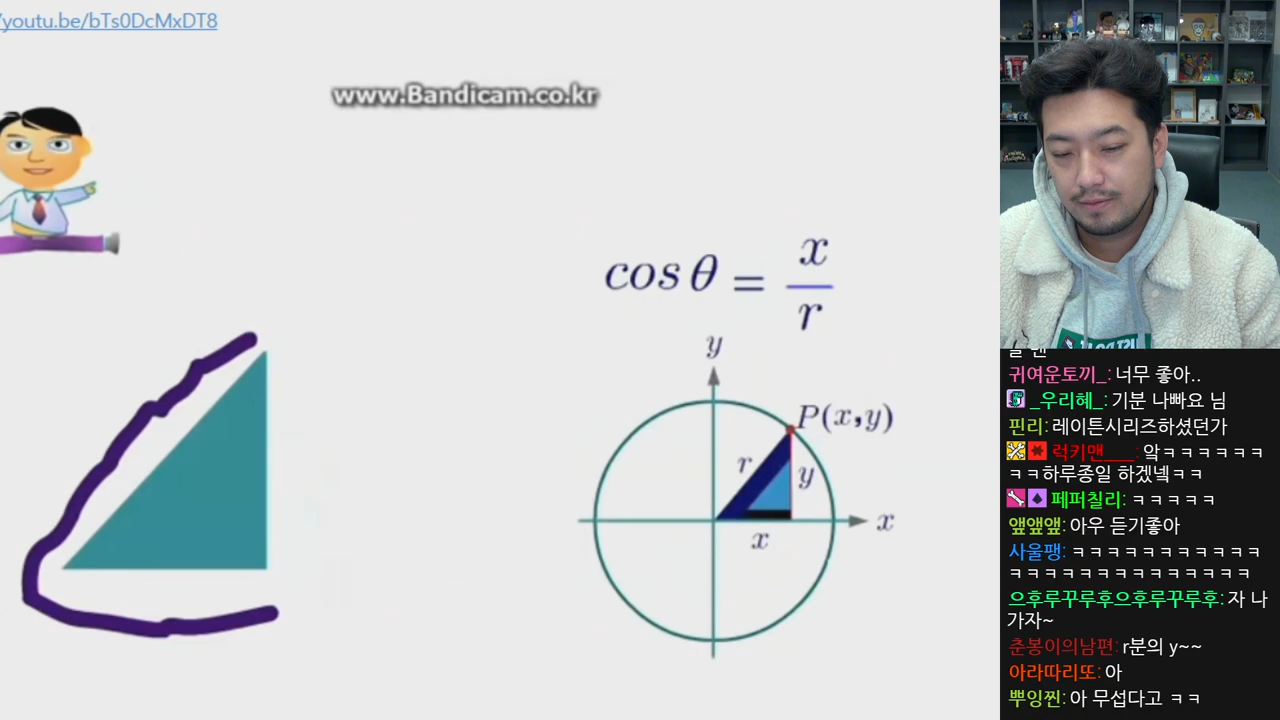 /youtu.be/bTs0DcMxDT8
www.Bandicam.co.kr
cos θ = x/r
y
P(x,y)
r
y
x
x
귀여운토끼_: 너무 좋아..
_우리혜_: 기분 나빠요 님
핀리: 레이튼시리즈하셨던가
럭키맨___: 앜ㅋㅋㅋㅋㅋㅋ
ㅋㅋ하루종일 하겠넼ㅋㅋ
페퍼칠리: ㅋㅋㅋㅋㅋ
앺앺앺: 아우 듣기좋아
사울팽: ㅋㅋㅋㅋㅋㅋㅋㅋㅋㅋㅋ
ㅋㅋㅋㅋㅋㅋㅋㅋㅋㅋㅋㅋㅋㅋ
으후루꾸루후으후루꾸루후: 자 나
가자~
춘봉이의남편: r분의 y~~
아라따리또: 아
뿌잉찐: 아 무섭다고 ㅋㅋ